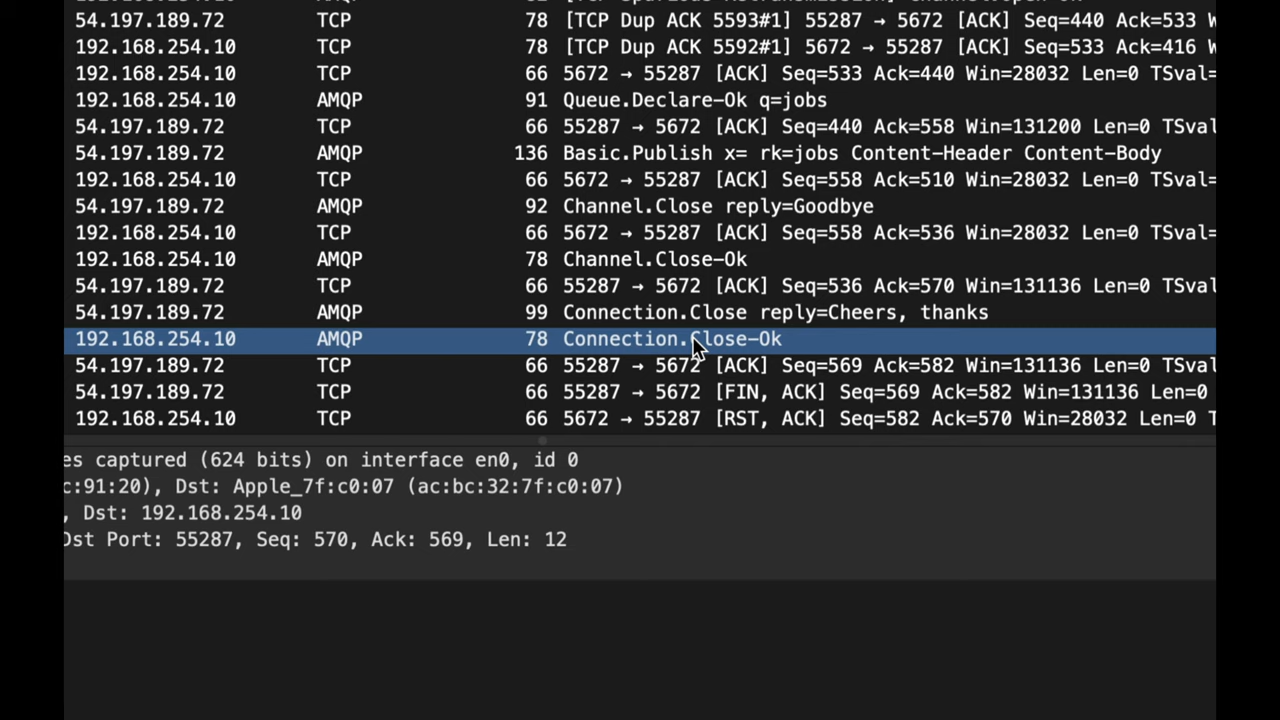 54.197.189.72 TCP 78 [TCP Dup ACK 5593#1] 55287 → 5672 [ACK] Seq=440 Ack=533 W
192.168.254.10 TCP 78 [TCP Dup ACK 5592#1] 5672 → 55287 [ACK] Seq=533 Ack=416 W
192.168.254.10 TCP 66 5672 → 55287 [ACK] Seq=533 Ack=440 Win=28032 Len=0 TSval=
192.168.254.10 AMQP 91 Queue.Declare-Ok q=jobs
54.197.189.72 TCP 66 55287 → 5672 [ACK] Seq=440 Ack=558 Win=131200 Len=0 TSval
54.197.189.72 AMQP 136 Basic.Publish x= rk=jobs Content-Header Content-Body
192.168.254.10 TCP 66 5672 → 55287 [ACK] Seq=558 Ack=510 Win=28032 Len=0 TSval=
54.197.189.72 AMQP 92 Channel.Close reply=Goodbye
192.168.254.10 TCP 66 5672 → 55287 [ACK] Seq=558 Ack=536 Win=28032 Len=0 TSval=
192.168.254.10 AMQP 78 Channel.Close-Ok
54.197.189.72 TCP 66 55287 → 5672 [ACK] Seq=536 Ack=570 Win=131136 Len=0 TSval
54.197.189.72 AMQP 99 Connection.Close reply=Cheers, thanks
192.168.254.10 AMQP 78 Connection.Close-Ok
54.197.189.72 TCP 66 55287 → 5672 [ACK] Seq=569 Ack=582 Win=131136 Len=0 TSval
54.197.189.72 TCP 66 55287 → 5672 [FIN, ACK] Seq=569 Ack=582 Win=131136 Len=0
192.168.254.10 TCP 66 5672 → 55287 [RST, ACK] Seq=582 Ack=570 Win=28032 Len=0 T
es captured (624 bits) on interface en0, id 0
c:91:20), Dst: Apple_7f:c0:07 (ac:bc:32:7f:c0:07)
, Dst: 192.168.254.10
Dst Port: 55287, Seq: 570, Ack: 569, Len: 12